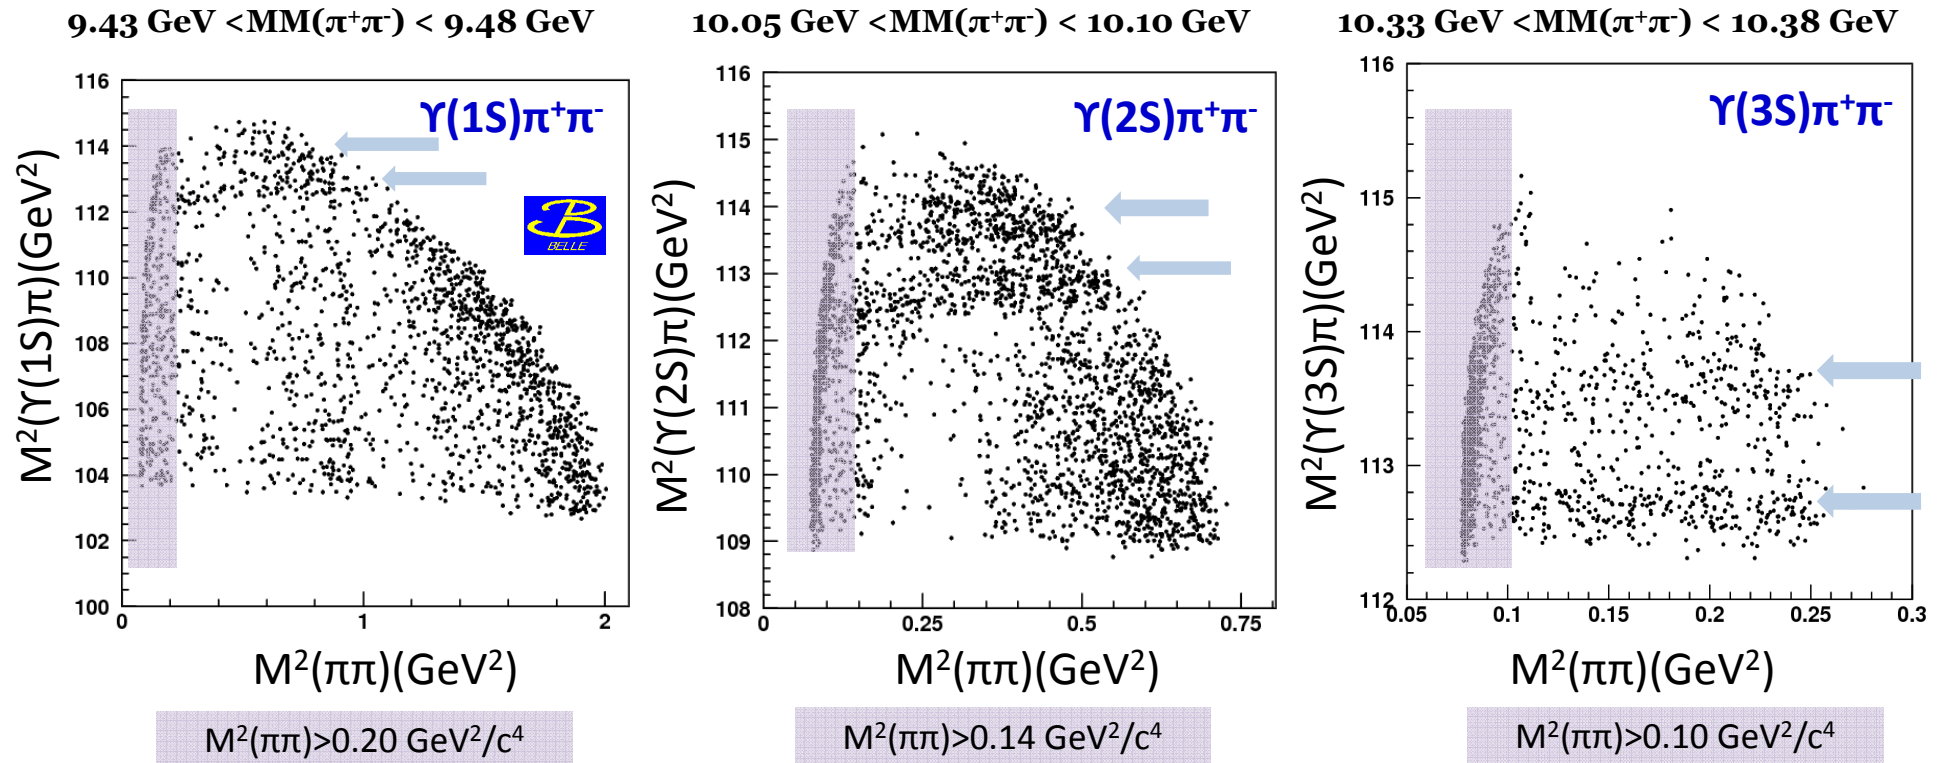 9.43 GeV <MM(π⁺π⁻) < 9.48 GeV
10.05 GeV <MM(π⁺π⁻) < 10.10 GeV
10.33 GeV <MM(π⁺π⁻) < 10.38 GeV
M²(ϒ(1S)π)(GeV²)
116
114
112
110
108
106
104
102
100
ϒ(1S)π⁺π⁻
BELLE
0
1
2
M²(ππ)(GeV²)
M²(ππ)>0.20 GeV²/c⁴
M²(ϒ(2S)π)(GeV²)
116
115
114
113
112
111
110
109
108
ϒ(2S)π⁺π⁻
0
0.25
0.5
0.75
M²(ππ)(GeV²)
M²(ππ)>0.14 GeV²/c⁴
M²(ϒ(3S)π)(GeV²)
116
115
114
113
112
ϒ(3S)π⁺π⁻
0.05
0.1
0.15
0.2
0.25
0.3
M²(ππ)(GeV²)
M²(ππ)>0.10 GeV²/c⁴